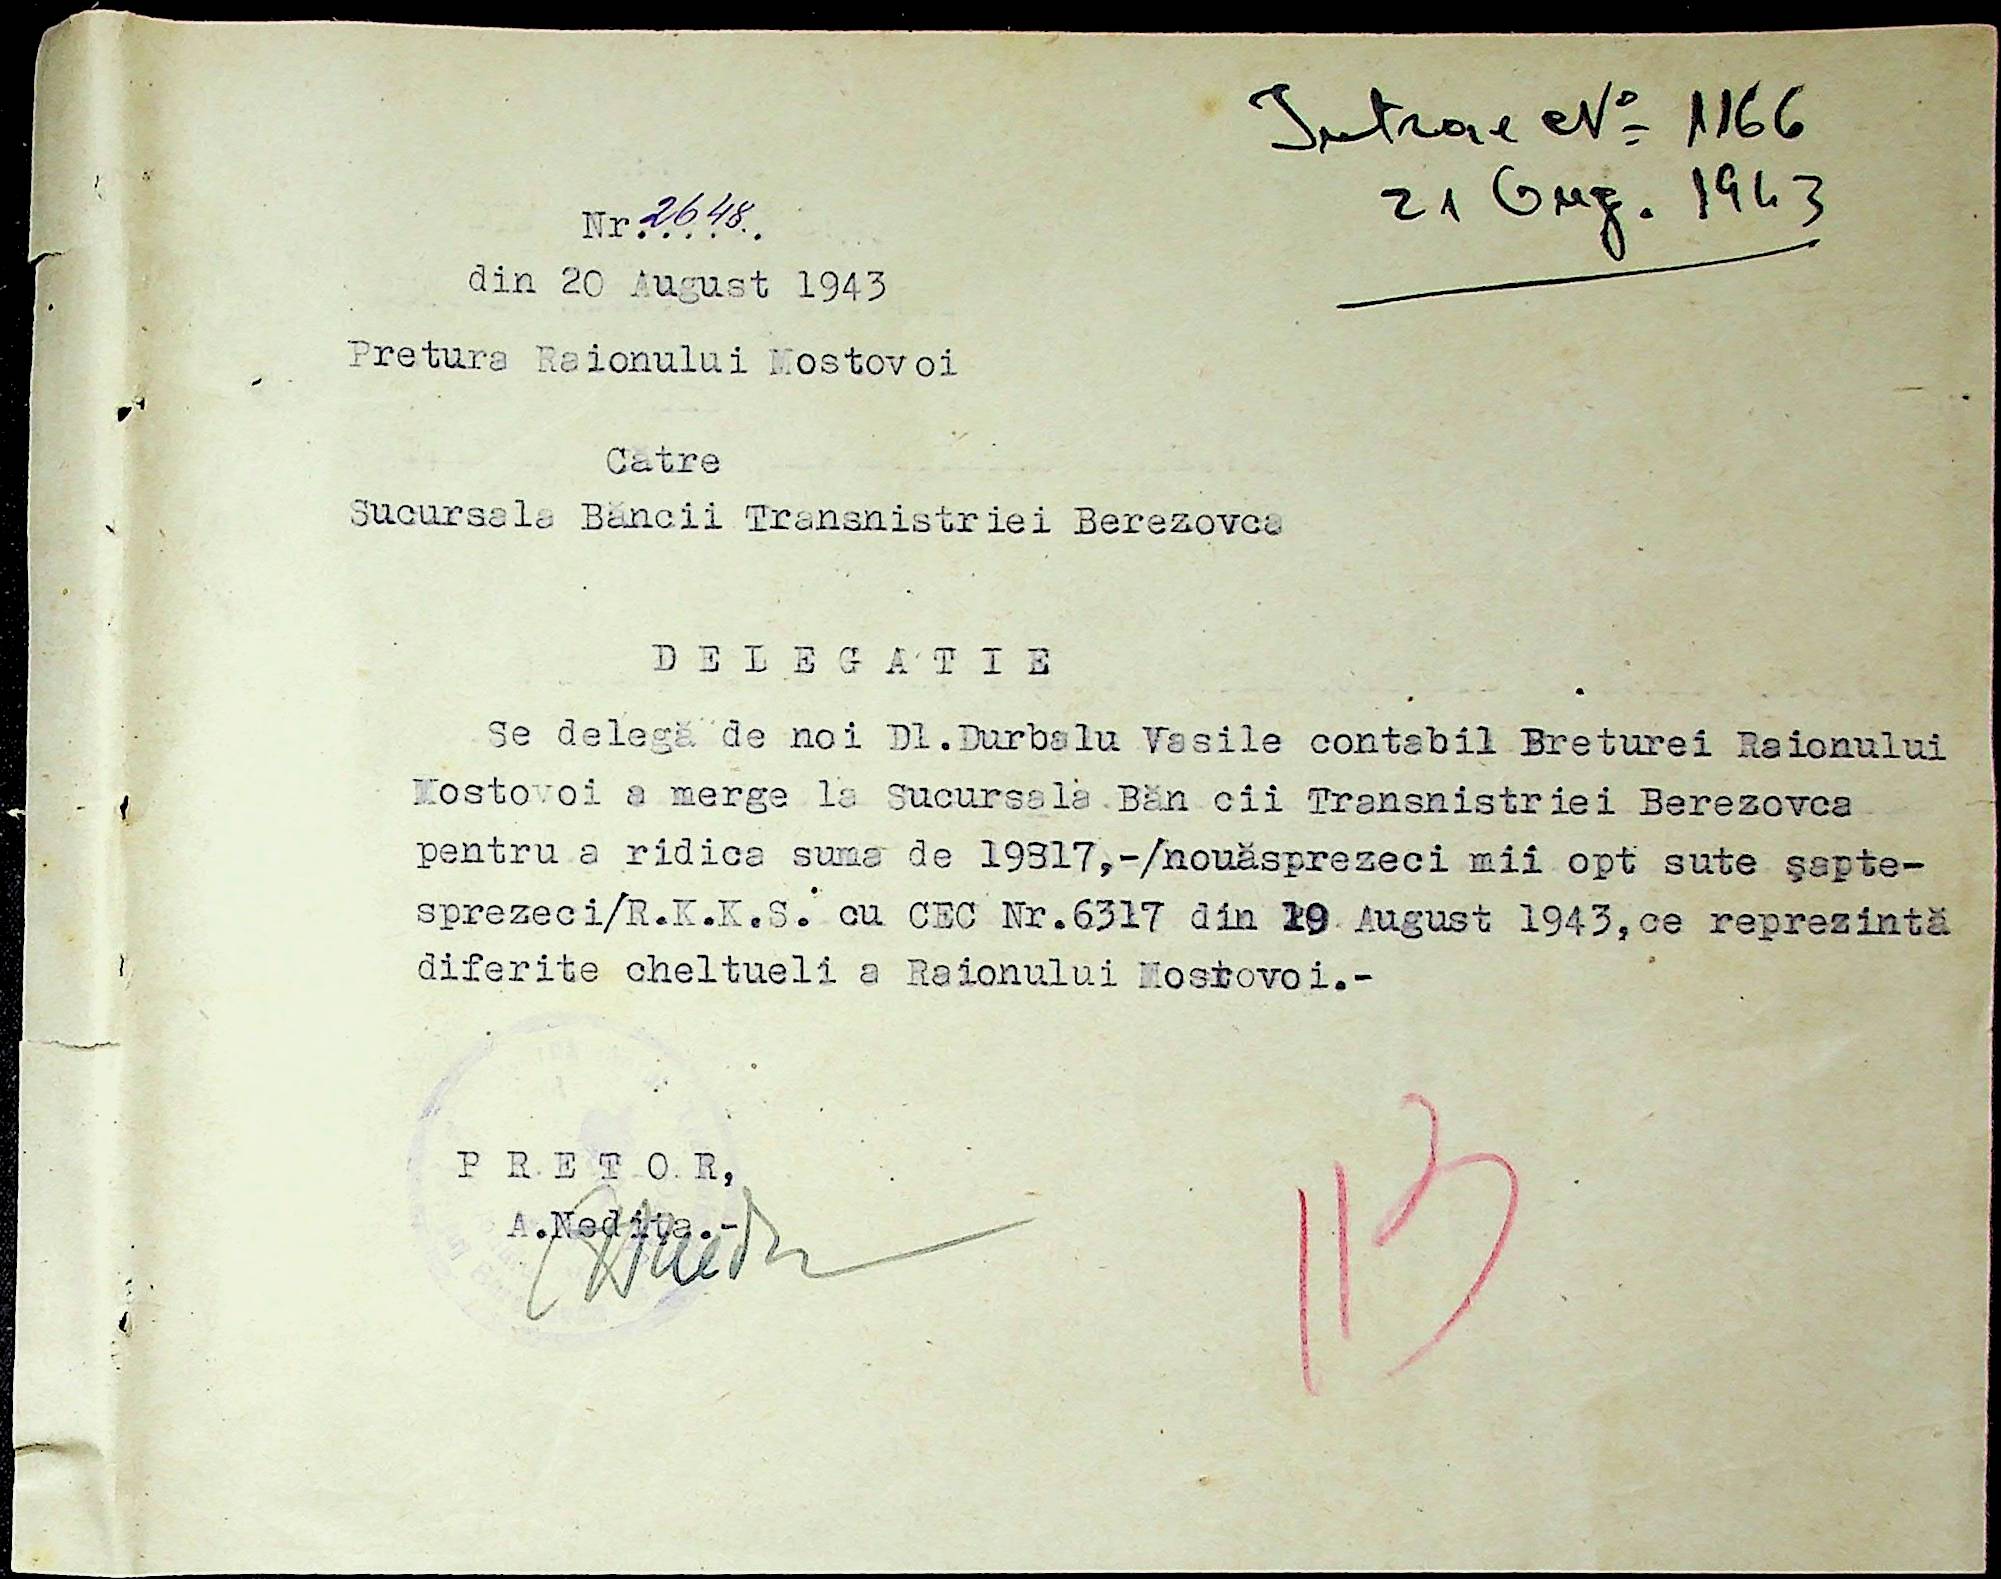 Intrare No 1166
21 Aug. 1943
Nr. 2648
din 20 August 1943
Pretura Raionului Mostovoi
Către
Sucursala Băncii Transnistriei Berezovca
D E L E G A T I E
Se delegă de noi Dl.Durbalu Vasile contabil Breturei Raionului
Mostovoi a merge la Sucursala Băn cii Transnistriei Berezovca
pentru a ridica suma de 19817,-/nouăsprezeci mii opt sute şapte-
sprezeci/R.K.K.S. cu CEC Nr.6317 din 19 August 1943,ce reprezintă
diferite cheltueli a Raionului Mostovoi.-
P R E T O R,
A.Nedita.-
113